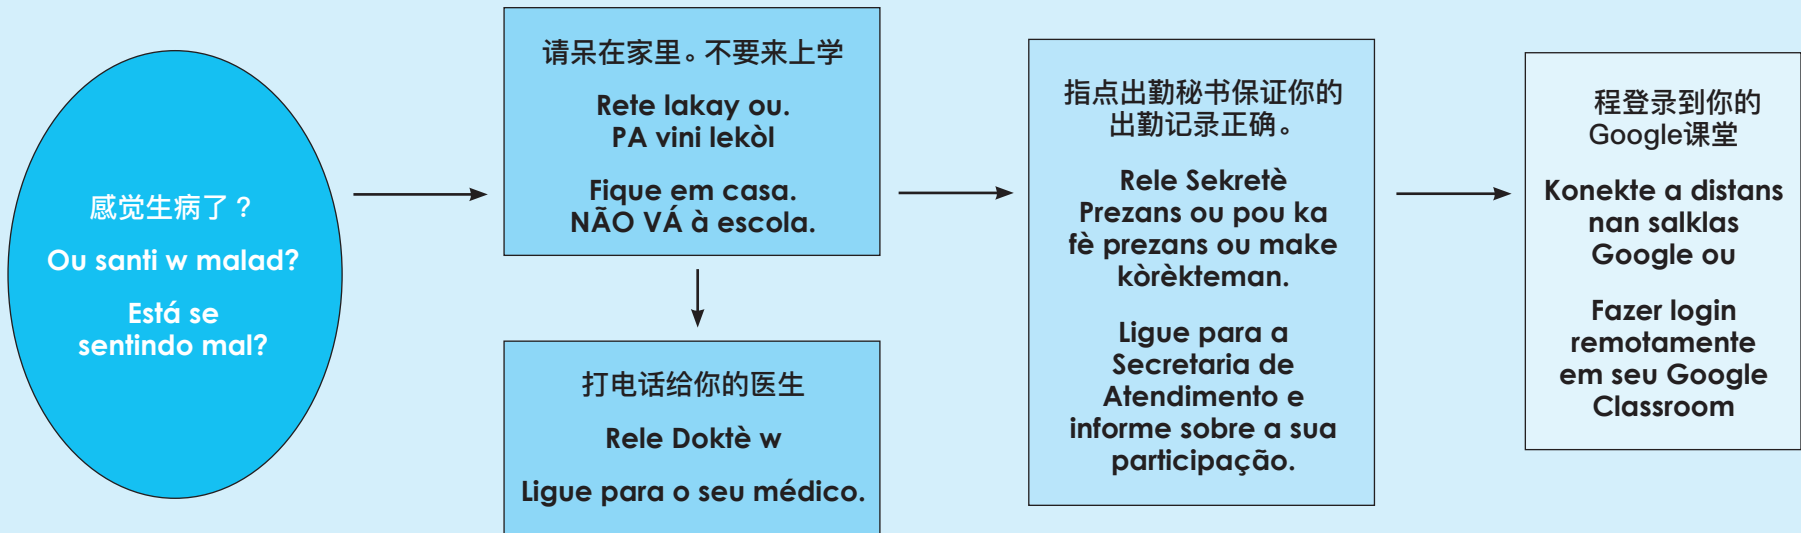 感觉生病了？
Ou santi w malad?
Está se
sentindo mal?
请呆在家里。不要来上学
Rete lakay ou.
PA vini lekòl
Fique em casa.
NÃO VÁ à escola.
打电话给你的医生
Rele Doktè w
Ligue para o seu médico.
指点出勤秘书保证你的
出勤记录正确。
Rele Sekretè
Prezans ou pou ka
fè prezans ou make
kòrèkteman.
Ligue para a
Secretaria de
Atendimento e
informe sobre a sua
participação.
程登录到你的
Google课堂
Konekte a distans
nan salklas
Google ou
Fazer login
remotamente
em seu Google
Classroom